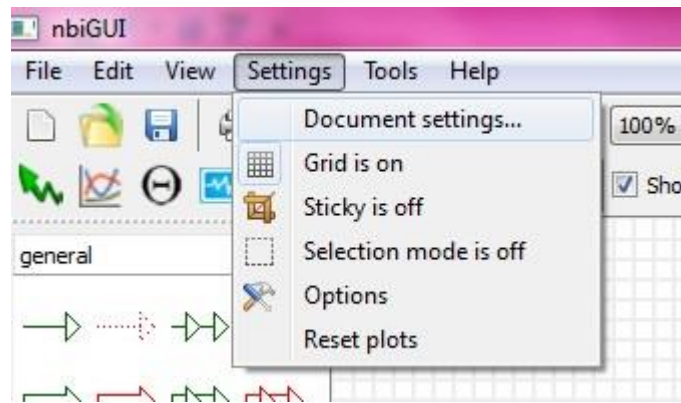 nbiGUI
File Edit View Settings Tools Help
Document settings...
100%
Grid is on
Sho
Sticky is off
general
Selection mode is off
Options
Reset plots